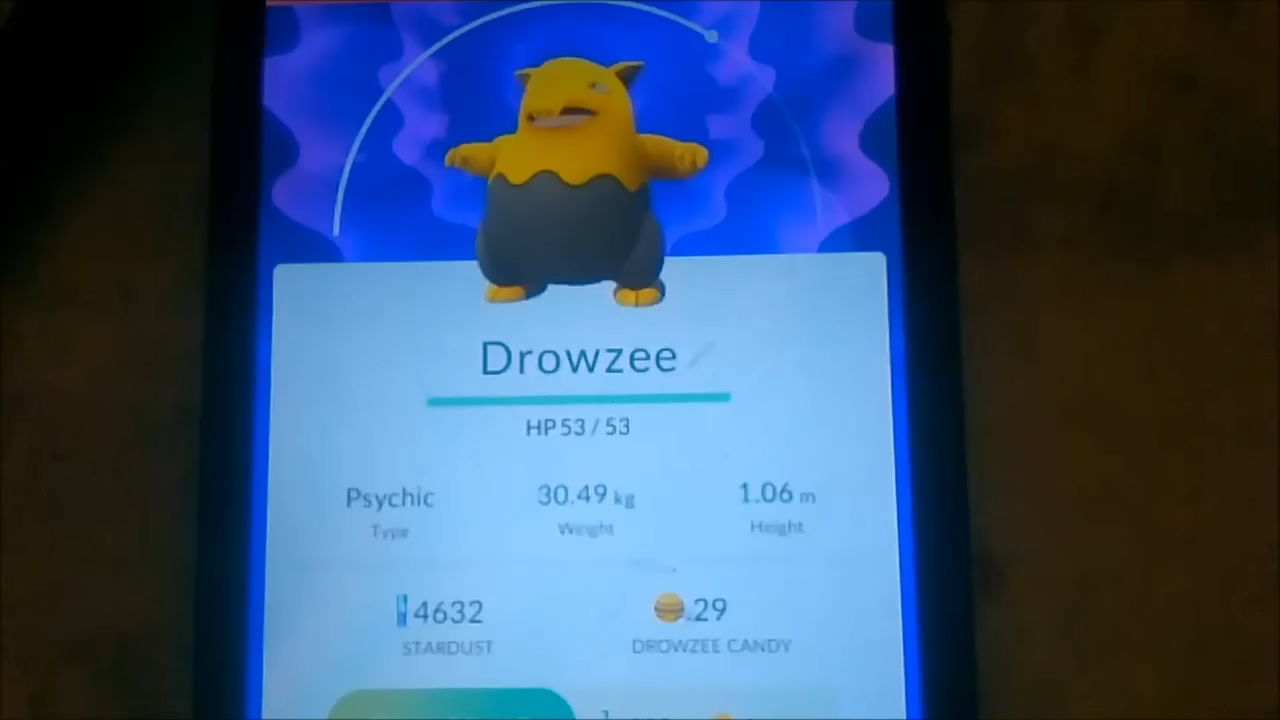 Drowzee
HP 53 / 53
Psychic 30.49 kg 1.06 m
Type Weight Height
4632 29
STARDUST DROWZEE CANDY